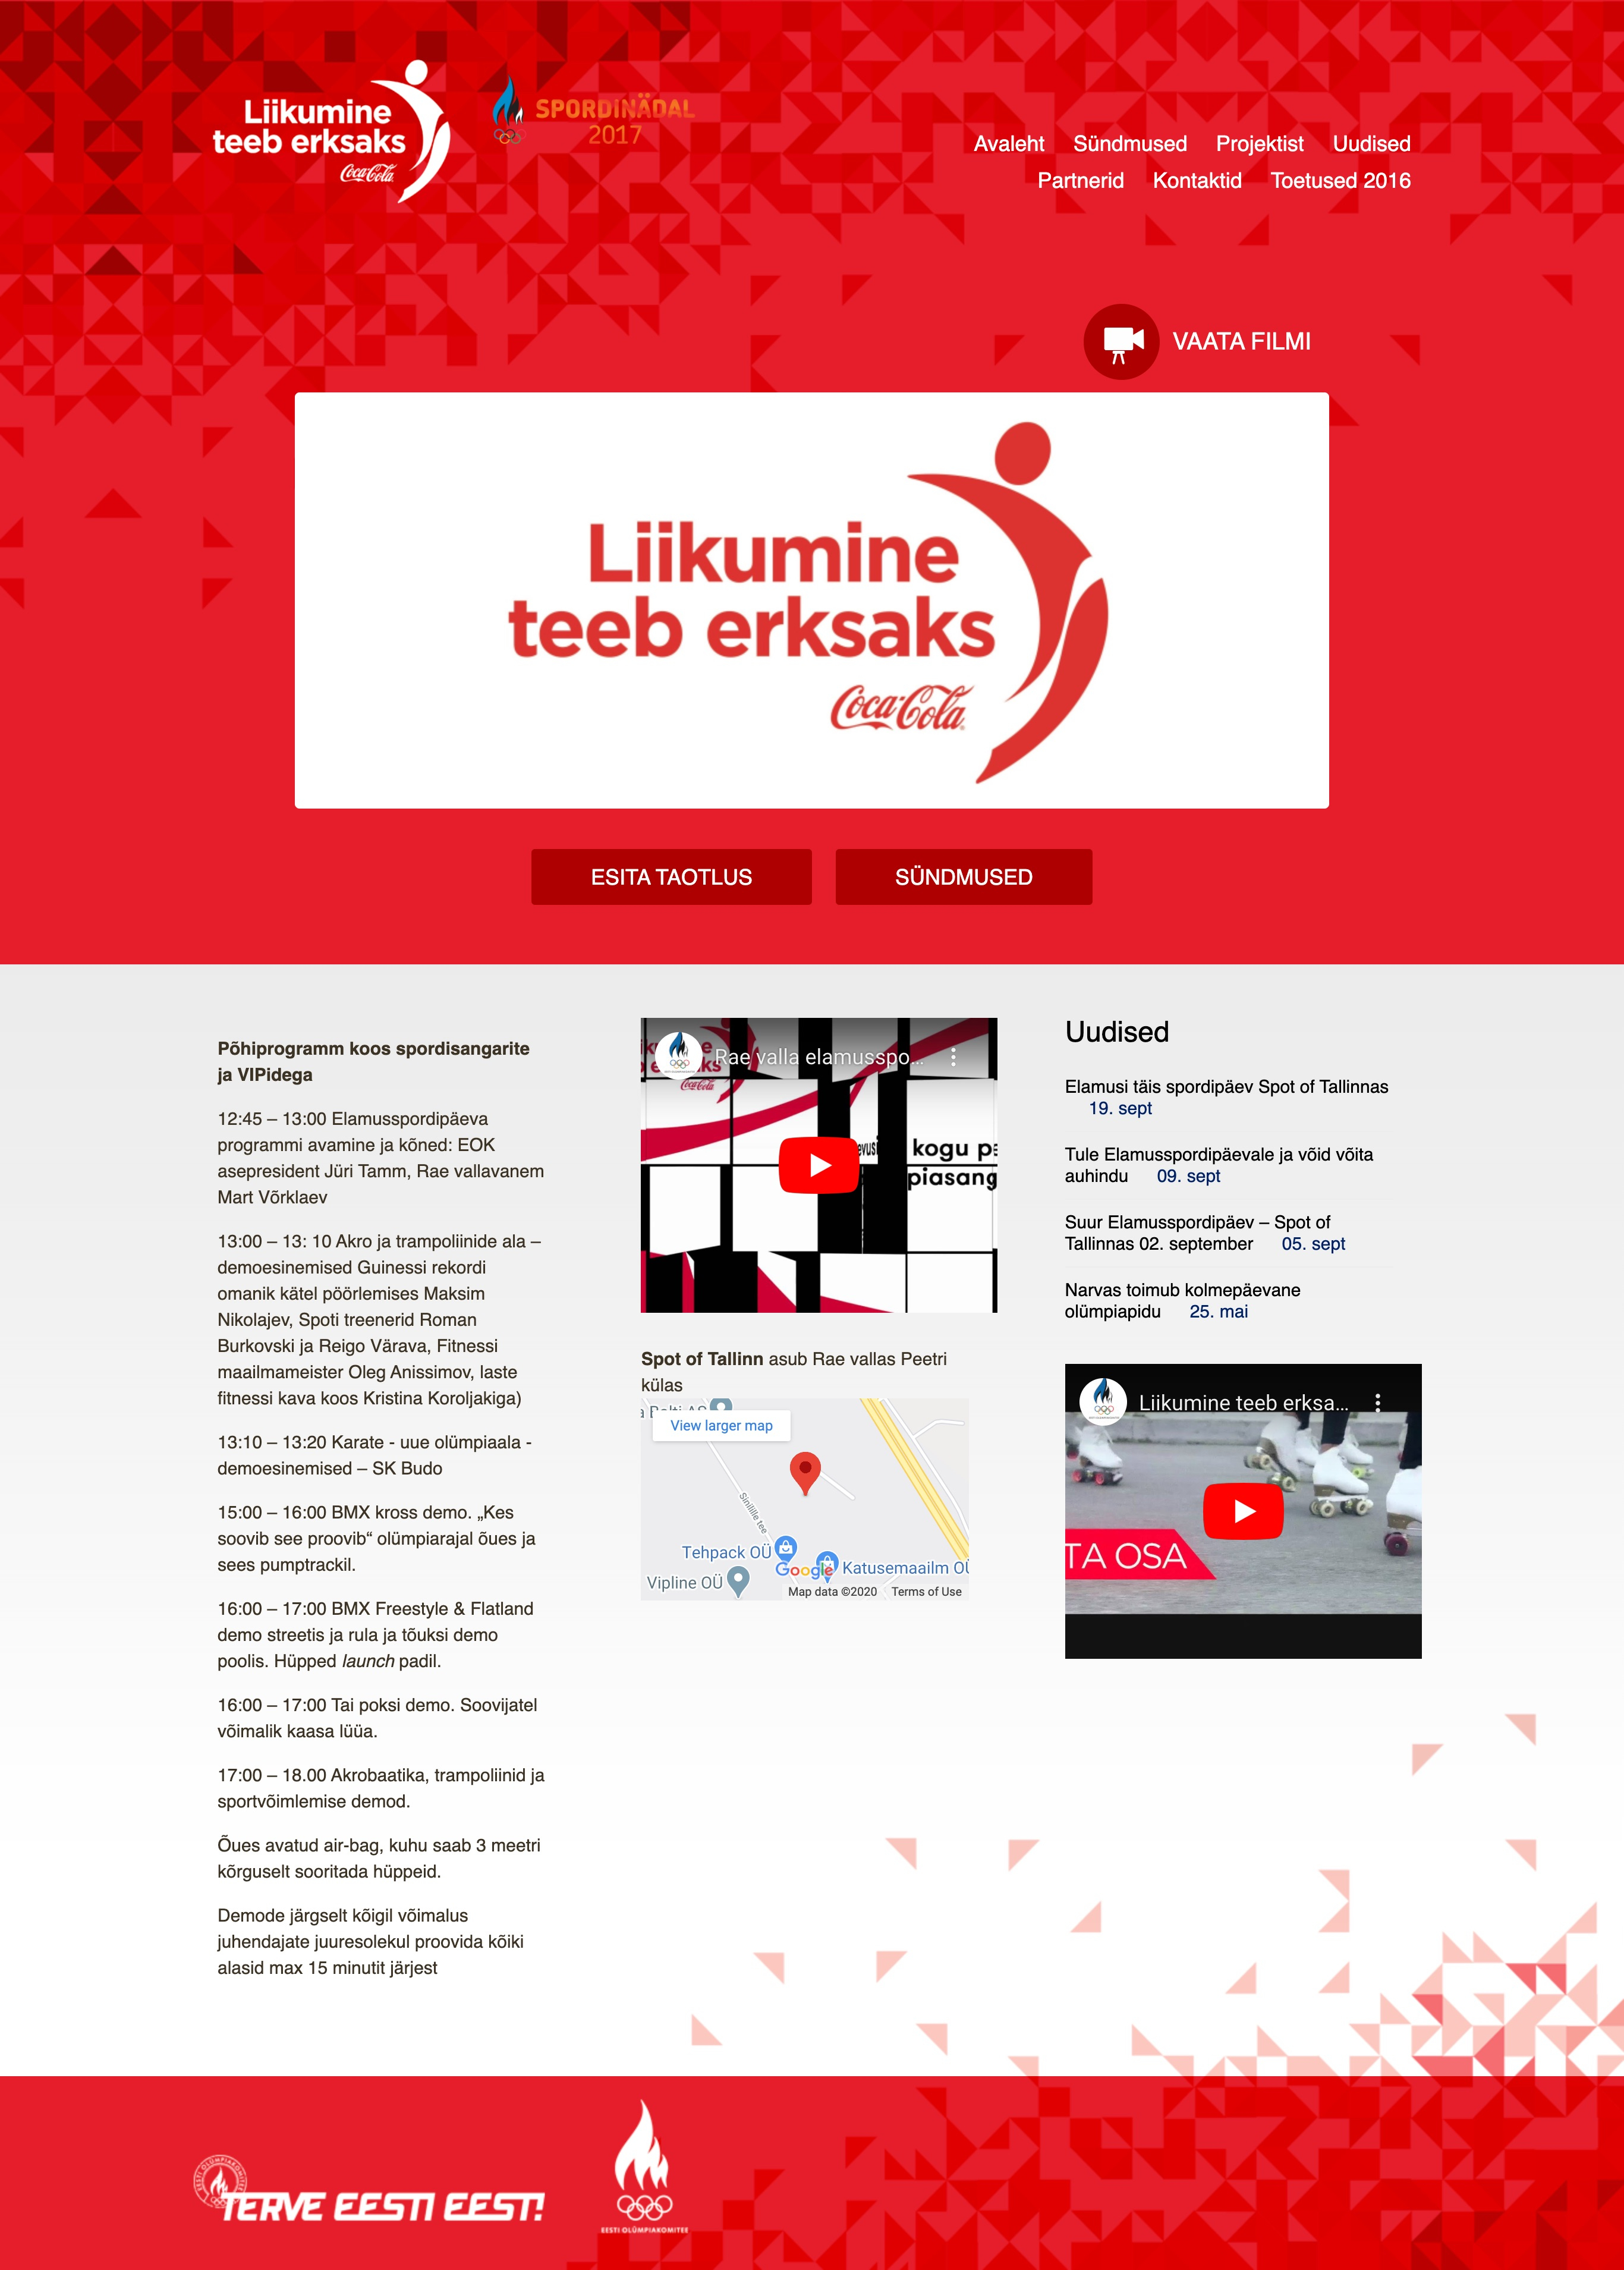 Liikumine
teeb erksaks
Coca-Cola
SPORDINÄDAL
2017
Avaleht Sündmused Projektist Uudised
Partnerid Kontaktid Toetused 2016
VAATA FILMI
Liikumine
teeb erksaks
Coca-Cola
ESITA TAOTLUS
SÜNDMUSED
Põhiprogramm koos spordisangarite
ja VIPidega
12:45 – 13:00 Elamusspordipäeva
programmi avamine ja kõned: EOK
asepresident Jüri Tamm, Rae vallavanem
Mart Võrklaev
13:00 – 13: 10 Akro ja trampoliinide ala –
demoesinemised Guinessi rekordi
omanik kätel pöörlemises Maksim
Nikolajev, Spoti treenerid Roman
Burkovski ja Reigo Värava, Fitnessi
maailmameister Oleg Anissimov, laste
fitnessi kava koos Kristina Koroljakiga)
13:10 – 13:20 Karate - uue olümpiaala -
demoesinemised – SK Budo
15:00 – 16:00 BMX kross demo. „Kes
soovib see proovib“ olümpiarajal õues ja
sees pumptrackil.
16:00 – 17:00 BMX Freestyle & Flatland
demo streetis ja rula ja tõuksi demo
poolis. Hüpped launch padil.
16:00 – 17:00 Tai poksi demo. Soovijatel
võimalik kaasa lüüa.
17:00 – 18.00 Akrobaatika, trampoliinid ja
sportvõimlemise demod.
Õues avatud air-bag, kuhu saab 3 meetri
kõrguselt sooritada hüppeid.
Demode järgselt kõigil võimalus
juhendajate juuresolekul proovida kõiki
alasid max 15 minutit järjest
Rae valla elamusspo...
Coca-Cola
kogu pe
piasang
Spot of Tallinn asub Rae vallas Peetri
külas
a Balti AS
View larger map
Sinilille tee
Tehpack OÜ
Katusemaailm OÜ
Vipline OÜ
Google
Map data ©2020 Terms of Use
Uudised
Elamusi täis spordipäev Spot of Tallinnas
19. sept
Tule Elamusspordipäevale ja võid võita
auhindu 09. sept
Suur Elamusspordipäev – Spot of
Tallinnas 02. september 05. sept
Narvas toimub kolmepäevane
olümpiapidu 25. mai
Liikumine teeb erksa...
TA OSA
EESTI OLÜMPIAKOMITEE
TERVE EESTI EEST!
EESTI OLÜMPIAKOMITEE